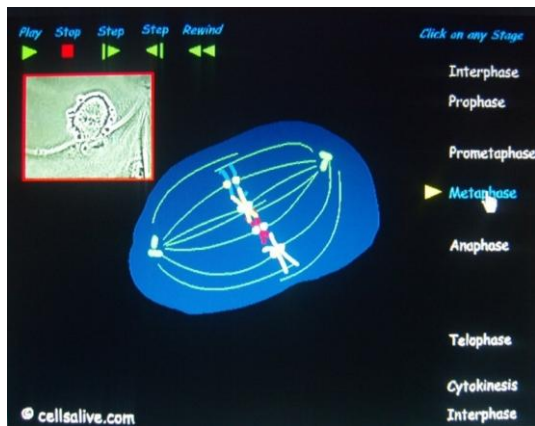 Play Stop Step Step Rewind
Click on any Stage
Interphase
Prophase
Prometaphase
Metaphase
Anaphase
Telophase
Cytokinesis
Interphase
© cellsalive.com